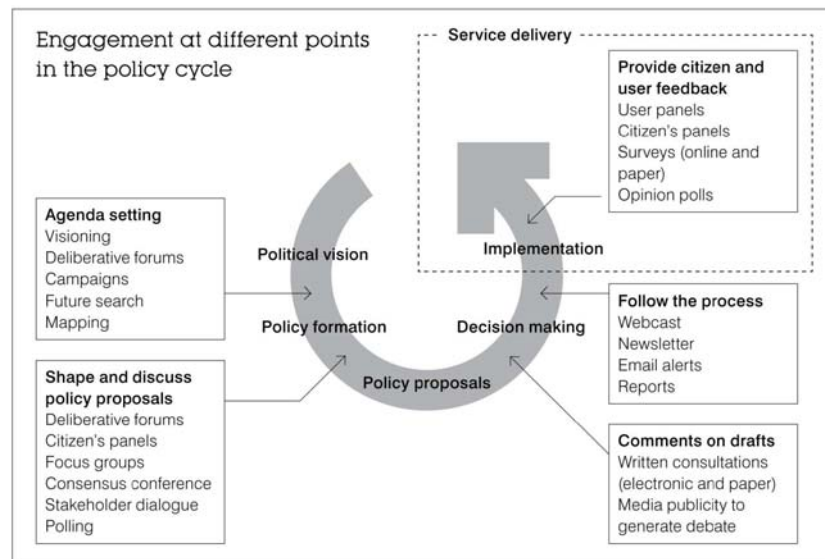 Engagement at different points
in the policy cycle
Service delivery
Provide citizen and
user feedback
User panels
Citizen's panels
Surveys (online and
paper)
Opinion polls
Agenda setting
Visioning
Deliberative forums
Campaigns
Future search
Mapping
Political vision
Implementation
Policy formation
Decision making
Policy proposals
Follow the process
Webcast
Newsletter
Email alerts
Reports
Shape and discuss
policy proposals
Deliberative forums
Citizen's panels
Focus groups
Consensus conference
Stakeholder dialogue
Polling
Comments on drafts
Written consultations
(electronic and paper)
Media publicity to
generate debate